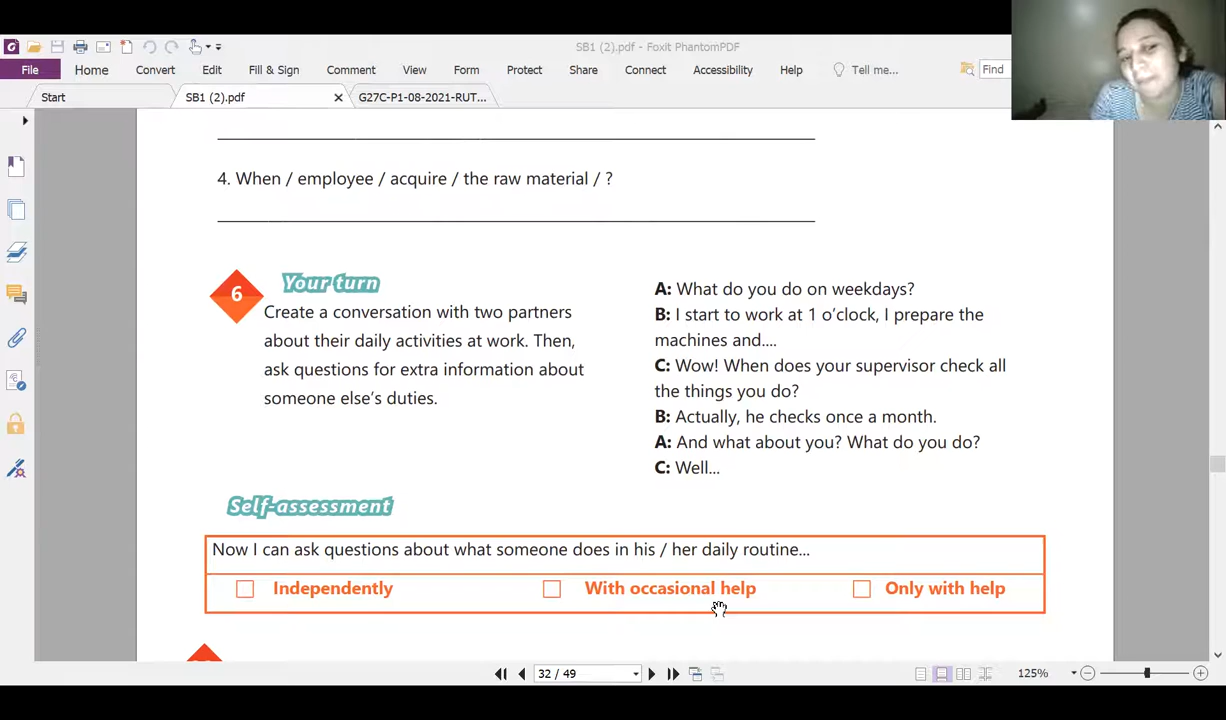 SB1 (2).pdf - Foxit PhantomPDF
File Home Convert Edit Fill & Sign Comment View Form Protect Share Connect Accessibility Help Tell me... Find
Start SB1 (2).pdf G27C-P1-08-2021-RUT...
4. When / employee / acquire / the raw material / ?
6
Your turn
Create a conversation with two partners
about their daily activities at work. Then,
ask questions for extra information about
someone else's duties.
A: What do you do on weekdays?
B: I start to work at 1 o'clock, I prepare the
machines and....
C: Wow! When does your supervisor check all
the things you do?
B: Actually, he checks once a month.
A: And what about you? What do you do?
C: Well...
Self-assessment
Now I can ask questions about what someone does in his / her daily routine...
Independently With occasional help Only with help
32 / 49 125%